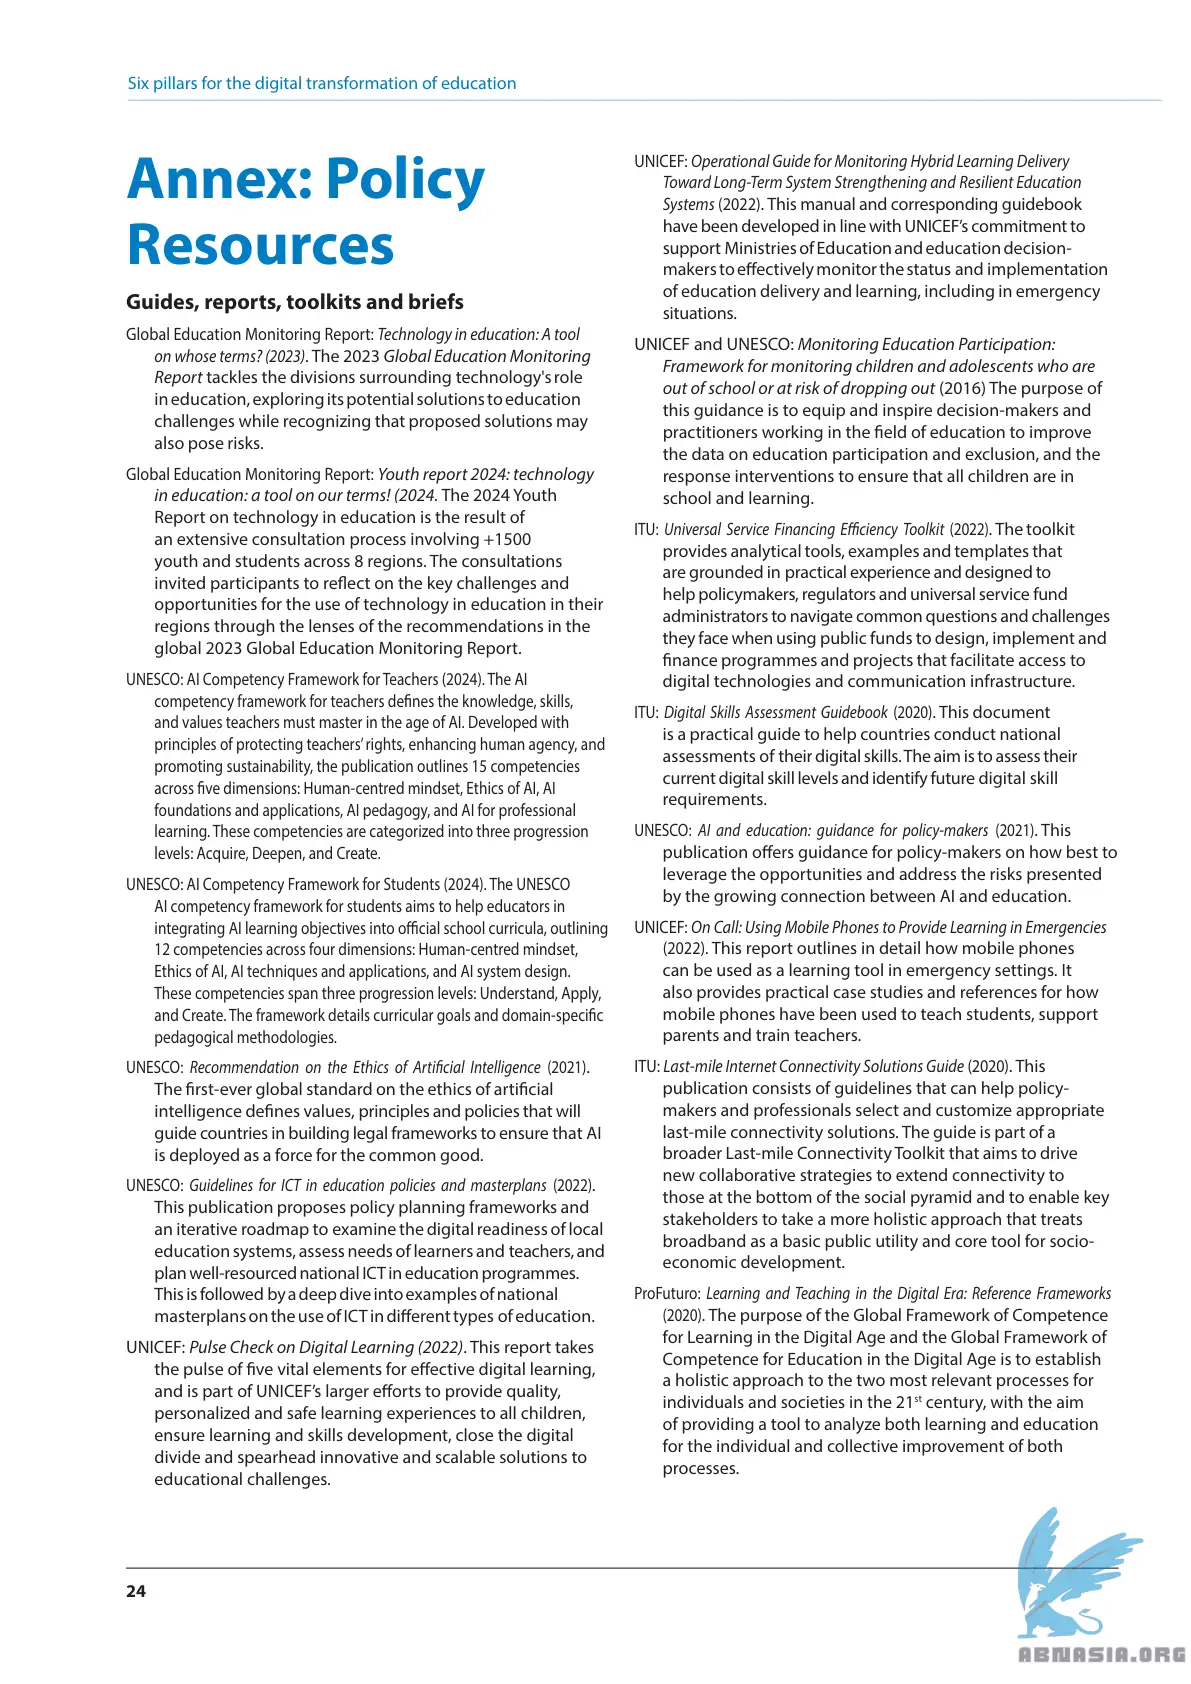 Six pillars for the digital transformation of education
Annex: Policy
Resources
Guides, reports, toolkits and briefs
Global Education Monitoring Report: Technology in education: A tool
on whose terms? (2023). The 2023 Global Education Monitoring
Report tackles the divisions surrounding technology's role
in education, exploring its potential solutions to education
challenges while recognizing that proposed solutions may
also pose risks.
Global Education Monitoring Report: Youth report 2024: technology
in education: a tool on our terms! (2024. The 2024 Youth
Report on technology in education is the result of
an extensive consultation process involving +1500
youth and students across 8 regions. The consultations
invited participants to reflect on the key challenges and
opportunities for the use of technology in education in their
regions through the lenses of the recommendations in the
global 2023 Global Education Monitoring Report.
UNESCO: AI Competency Framework for Teachers (2024). The AI
competency framework for teachers defines the knowledge, skills,
and values teachers must master in the age of AI. Developed with
principles of protecting teachers’ rights, enhancing human agency, and
promoting sustainability, the publication outlines 15 competencies
across five dimensions: Human-centred mindset, Ethics of AI, AI
foundations and applications, AI pedagogy, and AI for professional
learning. These competencies are categorized into three progression
levels: Acquire, Deepen, and Create.
UNESCO: AI Competency Framework for Students (2024). The UNESCO
AI competency framework for students aims to help educators in
integrating AI learning objectives into official school curricula, outlining
12 competencies across four dimensions: Human-centred mindset,
Ethics of AI, AI techniques and applications, and AI system design.
These competencies span three progression levels: Understand, Apply,
and Create. The framework details curricular goals and domain-specific
pedagogical methodologies.
UNESCO: Recommendation on the Ethics of Artificial Intelligence (2021).
The first-ever global standard on the ethics of artificial
intelligence defines values, principles and policies that will
guide countries in building legal frameworks to ensure that AI
is deployed as a force for the common good.
UNESCO: Guidelines for ICT in education policies and masterplans (2022).
This publication proposes policy planning frameworks and
an iterative roadmap to examine the digital readiness of local
education systems, assess needs of learners and teachers, and
plan well-resourced national ICT in education programmes.
This is followed by a deep dive into examples of national
masterplans on the use of ICT in different types of education.
UNICEF: Pulse Check on Digital Learning (2022). This report takes
the pulse of five vital elements for effective digital learning,
and is part of UNICEF’s larger efforts to provide quality,
personalized and safe learning experiences to all children,
ensure learning and skills development, close the digital
divide and spearhead innovative and scalable solutions to
educational challenges.
UNICEF: Operational Guide for Monitoring Hybrid Learning Delivery
Toward Long-Term System Strengthening and Resilient Education
Systems (2022). This manual and corresponding guidebook
have been developed in line with UNICEF’s commitment to
support Ministries of Education and education decision-
makers to effectively monitor the status and implementation
of education delivery and learning, including in emergency
situations.
UNICEF and UNESCO: Monitoring Education Participation:
Framework for monitoring children and adolescents who are
out of school or at risk of dropping out (2016) The purpose of
this guidance is to equip and inspire decision-makers and
practitioners working in the field of education to improve
the data on education participation and exclusion, and the
response interventions to ensure that all children are in
school and learning.
ITU: Universal Service Financing Efficiency Toolkit (2022). The toolkit
provides analytical tools, examples and templates that
are grounded in practical experience and designed to
help policymakers, regulators and universal service fund
administrators to navigate common questions and challenges
they face when using public funds to design, implement and
finance programmes and projects that facilitate access to
digital technologies and communication infrastructure.
ITU: Digital Skills Assessment Guidebook (2020). This document
is a practical guide to help countries conduct national
assessments of their digital skills. The aim is to assess their
current digital skill levels and identify future digital skill
requirements.
UNESCO: AI and education: guidance for policy-makers (2021). This
publication offers guidance for policy-makers on how best to
leverage the opportunities and address the risks presented
by the growing connection between AI and education.
UNICEF: On Call: Using Mobile Phones to Provide Learning in Emergencies
(2022). This report outlines in detail how mobile phones
can be used as a learning tool in emergency settings. It
also provides practical case studies and references for how
mobile phones have been used to teach students, support
parents and train teachers.
ITU: Last-mile Internet Connectivity Solutions Guide (2020). This
publication consists of guidelines that can help policy-
makers and professionals select and customize appropriate
last-mile connectivity solutions. The guide is part of a
broader Last-mile Connectivity Toolkit that aims to drive
new collaborative strategies to extend connectivity to
those at the bottom of the social pyramid and to enable key
stakeholders to take a more holistic approach that treats
broadband as a basic public utility and core tool for socio-
economic development.
ProFuturo: Learning and Teaching in the Digital Era: Reference Frameworks
(2020). The purpose of the Global Framework of Competence
for Learning in the Digital Age and the Global Framework of
Competence for Education in the Digital Age is to establish
a holistic approach to the two most relevant processes for
individuals and societies in the 21st century, with the aim
of providing a tool to analyze both learning and education
for the individual and collective improvement of both
processes.
24
ABNASIA.ORG